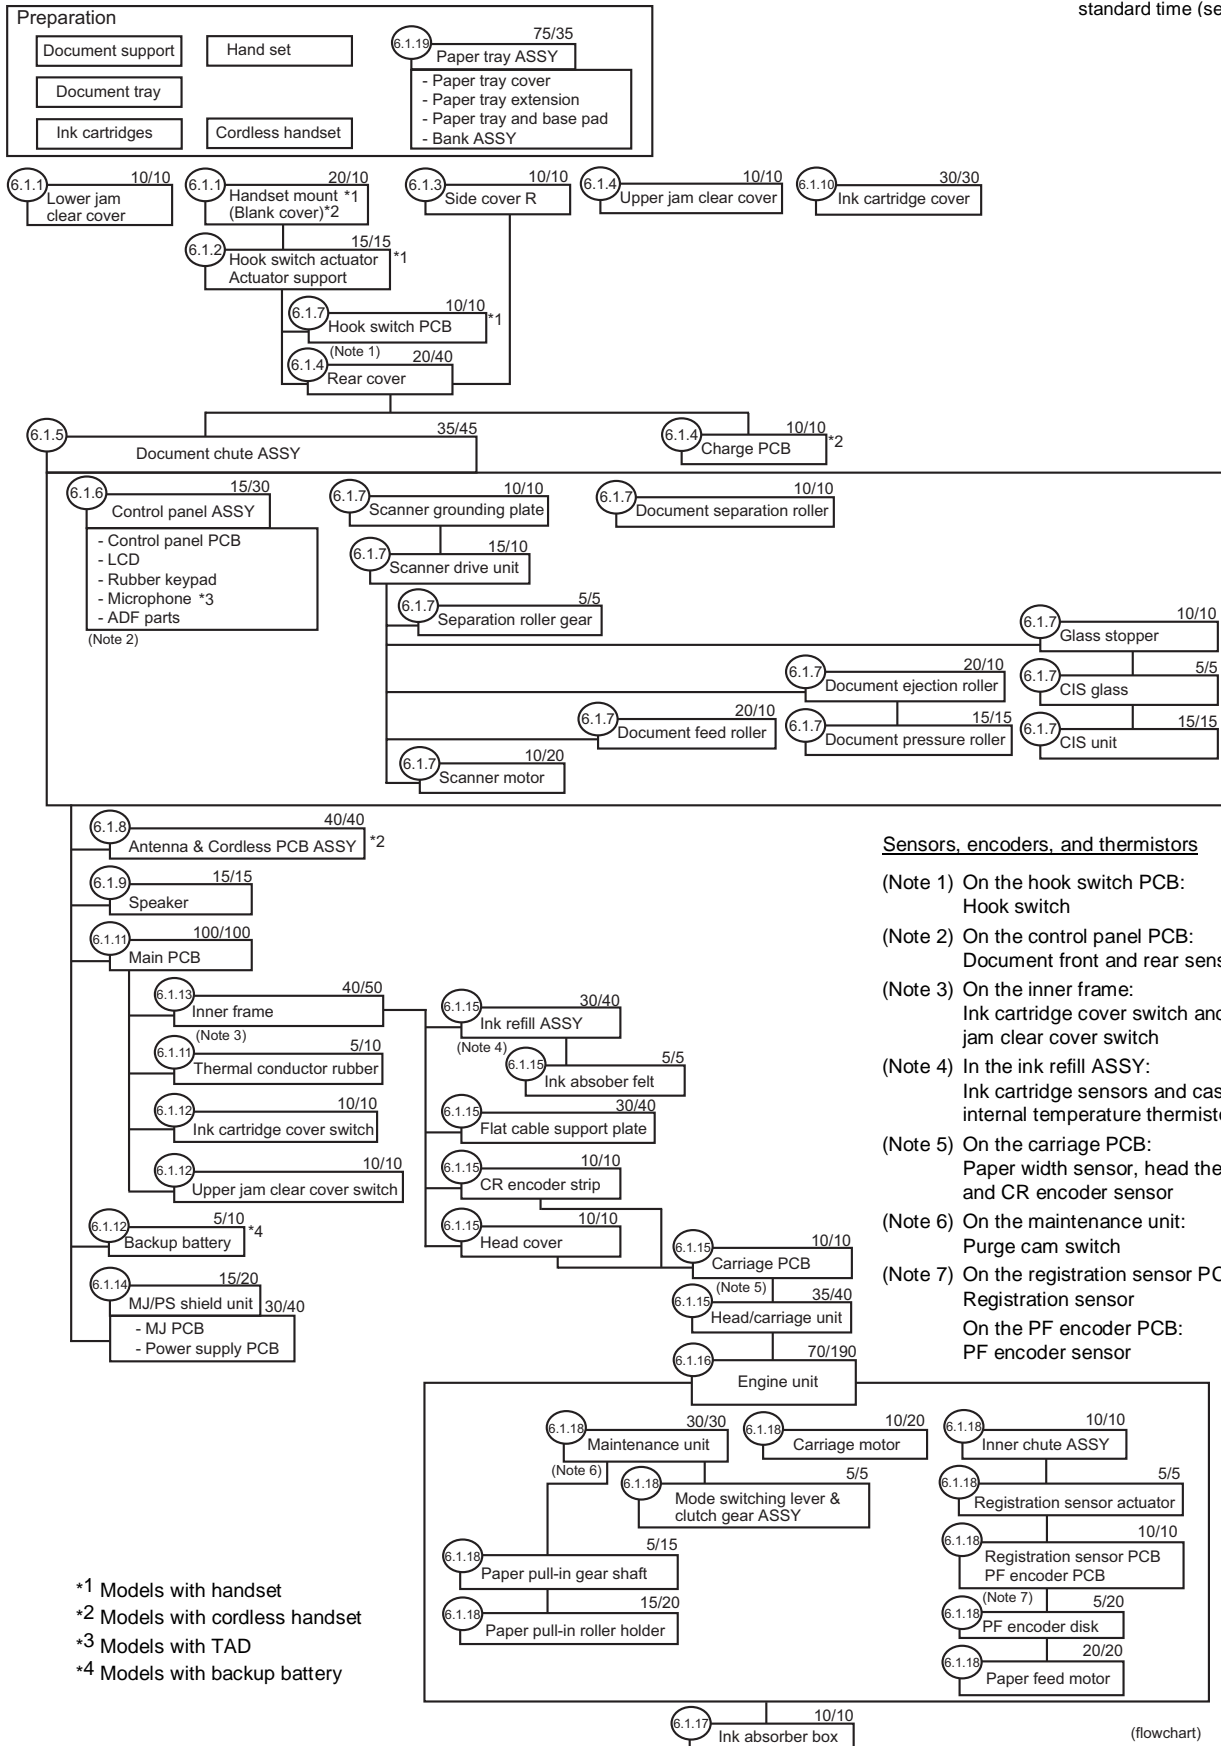 standard time (se
Preparation
Document support
Hand set
6.1.19
75/35
Paper tray ASSY
- Paper tray cover
- Paper tray extension
- Paper tray and base pad
- Bank ASSY
Document tray
Ink cartridges
Cordless handset
6.1.1
10/10
Lower jam
clear cover
6.1.1
20/10
Handset mount *1
(Blank cover)*2
6.1.3
10/10
Side cover R
6.1.4
10/10
Upper jam clear cover
6.1.10
30/30
Ink cartridge cover
6.1.2
15/15
Hook switch actuator
Actuator support
*1
6.1.7
10/10
Hook switch PCB
*1
(Note 1)
6.1.4
20/40
Rear cover
6.1.5
35/45
Document chute ASSY
6.1.4
10/10
Charge PCB
*2
6.1.6
15/30
Control panel ASSY
- Control panel PCB
- LCD
- Rubber keypad
- Microphone *3
- ADF parts
(Note 2)
6.1.7
10/10
Scanner grounding plate
6.1.7
10/10
Document separation roller
6.1.7
15/10
Scanner drive unit
6.1.7
5/5
Separation roller gear
6.1.7
10/10
Glass stopper
6.1.7
20/10
Document ejection roller
6.1.7
5/5
CIS glass
6.1.7
20/10
Document feed roller
6.1.7
15/15
Document pressure roller
6.1.7
15/15
CIS unit
6.1.7
10/20
Scanner motor
6.1.8
40/40
Antenna & Cordless PCB ASSY
*2
6.1.9
15/15
Speaker
6.1.11
100/100
Main PCB
6.1.13
40/50
Inner frame
(Note 3)
6.1.11
5/10
Thermal conductor rubber
6.1.12
10/10
Ink cartridge cover switch
6.1.12
10/10
Upper jam clear cover switch
6.1.12
5/10
Backup battery
*4
6.1.14
15/20
MJ/PS shield unit
30/40
- MJ PCB
- Power supply PCB
6.1.15
30/40
Ink refill ASSY
(Note 4)
6.1.15
5/5
Ink absober felt
6.1.15
30/40
Flat cable support plate
6.1.15
10/10
CR encoder strip
6.1.15
10/10
Head cover
6.1.15
10/10
Carriage PCB
(Note 5)
6.1.15
35/40
Head/carriage unit
6.1.16
70/190
Engine unit
Sensors, encoders, and thermistors
(Note 1) On the hook switch PCB:
Hook switch
(Note 2) On the control panel PCB:
Document front and rear sens
(Note 3) On the inner frame:
Ink cartridge cover switch and
jam clear cover switch
(Note 4) In the ink refill ASSY:
Ink cartridge sensors and cas
internal temperature thermist
(Note 5) On the carriage PCB:
Paper width sensor, head the
and CR encoder sensor
(Note 6) On the maintenance unit:
Purge cam switch
(Note 7) On the registration sensor PC
Registration sensor
On the PF encoder PCB:
PF encoder sensor
6.1.18
30/30
Maintenance unit
(Note 6)
6.1.18
10/20
Carriage motor
6.1.18
10/10
Inner chute ASSY
6.1.18
5/5
Mode switching lever &
clutch gear ASSY
6.1.18
5/5
Registration sensor actuator
6.1.18
10/10
Registration sensor PCB
PF encoder PCB
(Note 7)
6.1.18
5/15
Paper pull-in gear shaft
6.1.18
15/20
Paper pull-in roller holder
6.1.18
5/20
PF encoder disk
6.1.18
20/20
Paper feed motor
*1 Models with handset
*2 Models with cordless handset
*3 Models with TAD
*4 Models with backup battery
6.1.17
10/10
Ink absorber box
(flowchart)